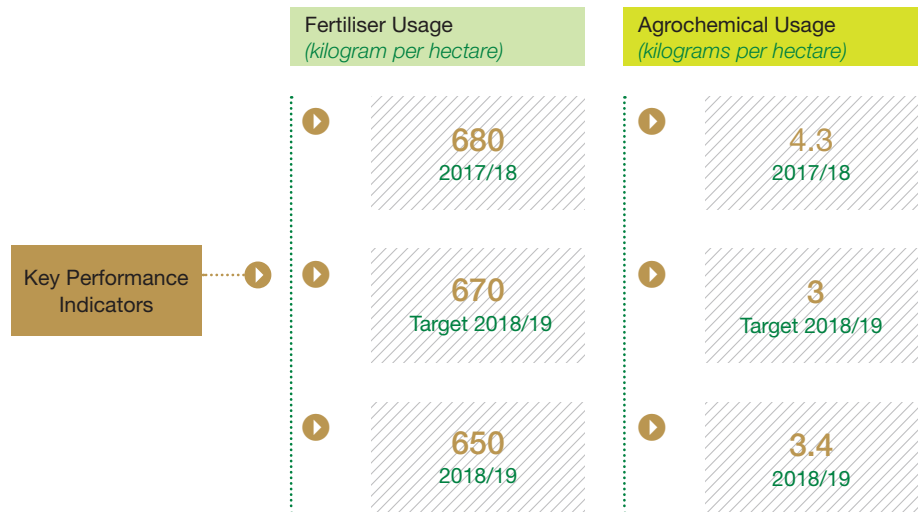 Fertiliser Usage
(kilogram per hectare)
Agrochemical Usage
(kilograms per hectare)
Key Performance
Indicators
680
2017/18
4.3
2017/18
670
Target 2018/19
3
Target 2018/19
650
2018/19
3.4
2018/19